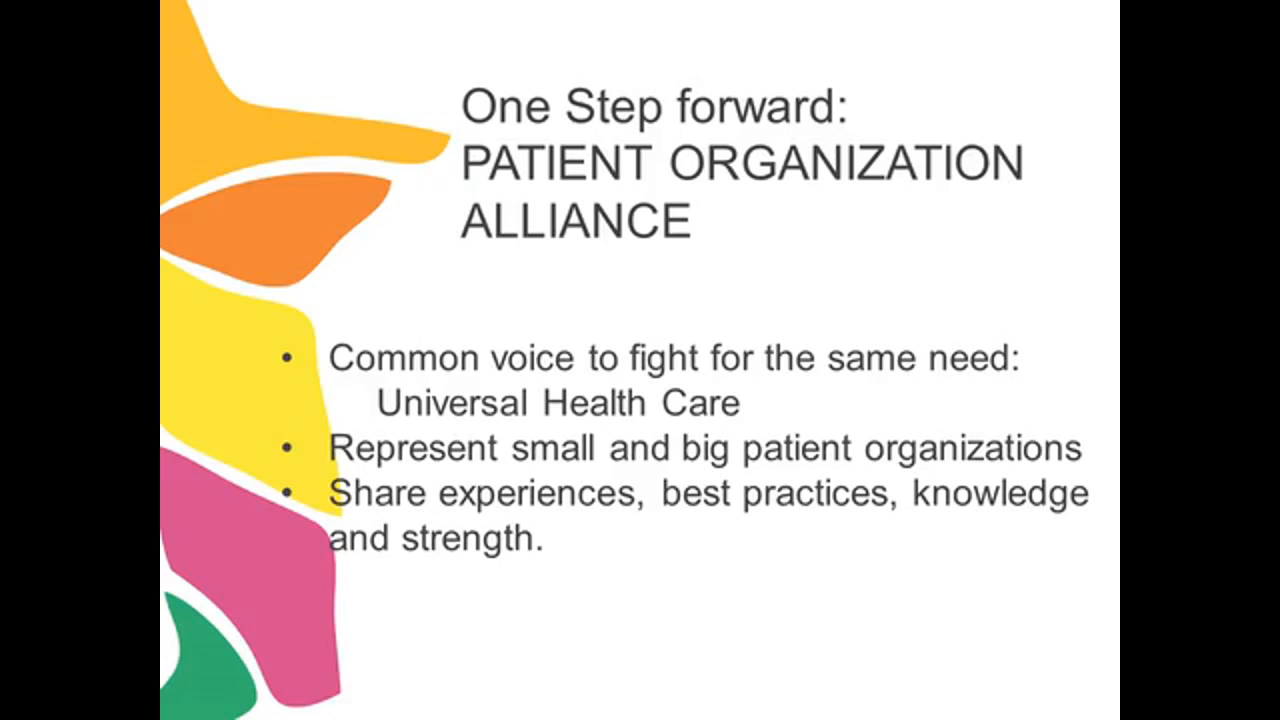 One Step forward:
PATIENT ORGANIZATION
ALLIANCE
• Common voice to fight for the same need:
Universal Health Care
• Represent small and big patient organizations
• Share experiences, best practices, knowledge
and strength.